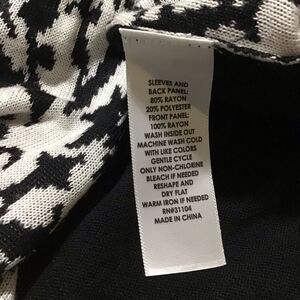 SLEEVES AND
BACK PANEL:
80% RAYON
20% POLYESTER
FRONT PANEL:
100% RAYON
WASH INSIDE OUT
MACHINE WASH COLD
WITH LIKE COLORS
GENTLE CYCLE
ONLY NON-CHLORINE
BLEACH IF NEEDED
RESHAPE AND
DRY FLAT
WARM IRON IF NEEDED
RN#31104
MADE IN CHINA